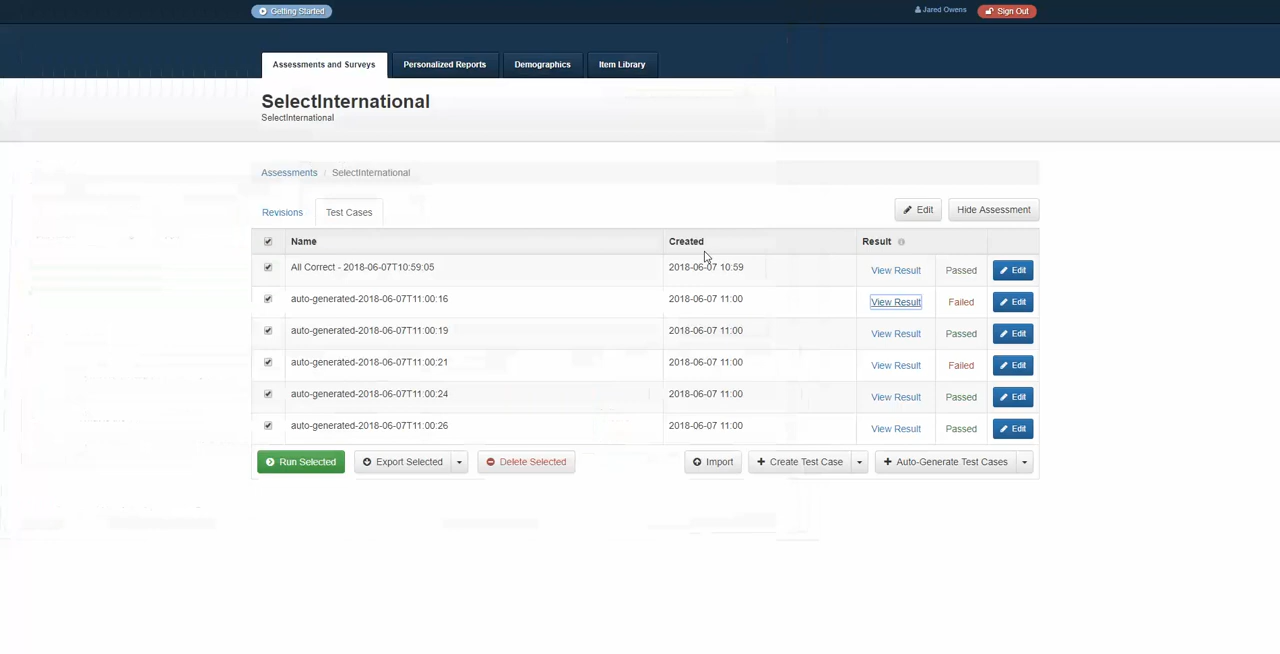 Getting Started
Jared Owens
Sign Out
Assessments and Surveys
Personalized Reports
Demographics
Item Library
SelectInternational
SelectInternational
Assessments / SelectInternational
Revisions
Test Cases
Edit
Hide Assessment
Name Created Result
All Correct - 2018-06-07T10:59:05 2018-06-07 10:59 View Result Passed Edit
auto-generated-2018-06-07T11:00:16 2018-06-07 11:00 View Result Failed Edit
auto-generated-2018-06-07T11:00:19 2018-06-07 11:00 View Result Passed Edit
auto-generated-2018-06-07T11:00:21 2018-06-07 11:00 View Result Failed Edit
auto-generated-2018-06-07T11:00:24 2018-06-07 11:00 View Result Passed Edit
auto-generated-2018-06-07T11:00:26 2018-06-07 11:00 View Result Passed Edit
Run Selected
Export Selected
Delete Selected
Import
Create Test Case
Auto-Generate Test Cases